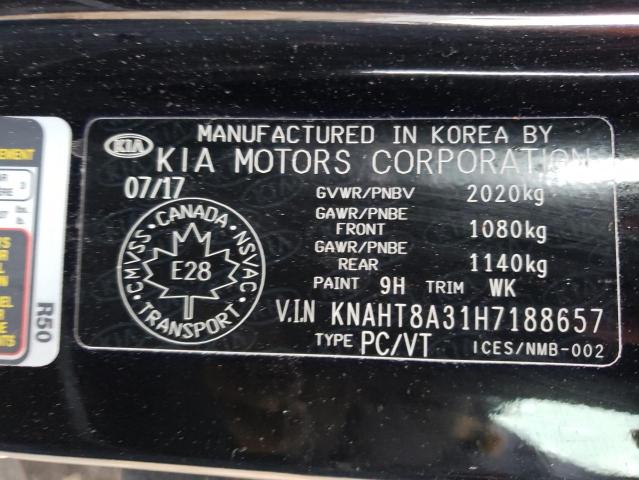 KIA
MANUFACTURED IN KOREA BY
KIA MOTORS CORPORATION
07/17
GVWR/PNBV 2020kg
GAWR/PNBE
FRONT 1080kg
GAWR/PNBE
REAR 1140kg
PAINT 9H TRIM WK
V.I.N KNAHT8A31H7188657
TYPE PC/VT ICES/NMB-002
CANADA
CMVSS · NSVAC
E28
TRANSPORT
R50